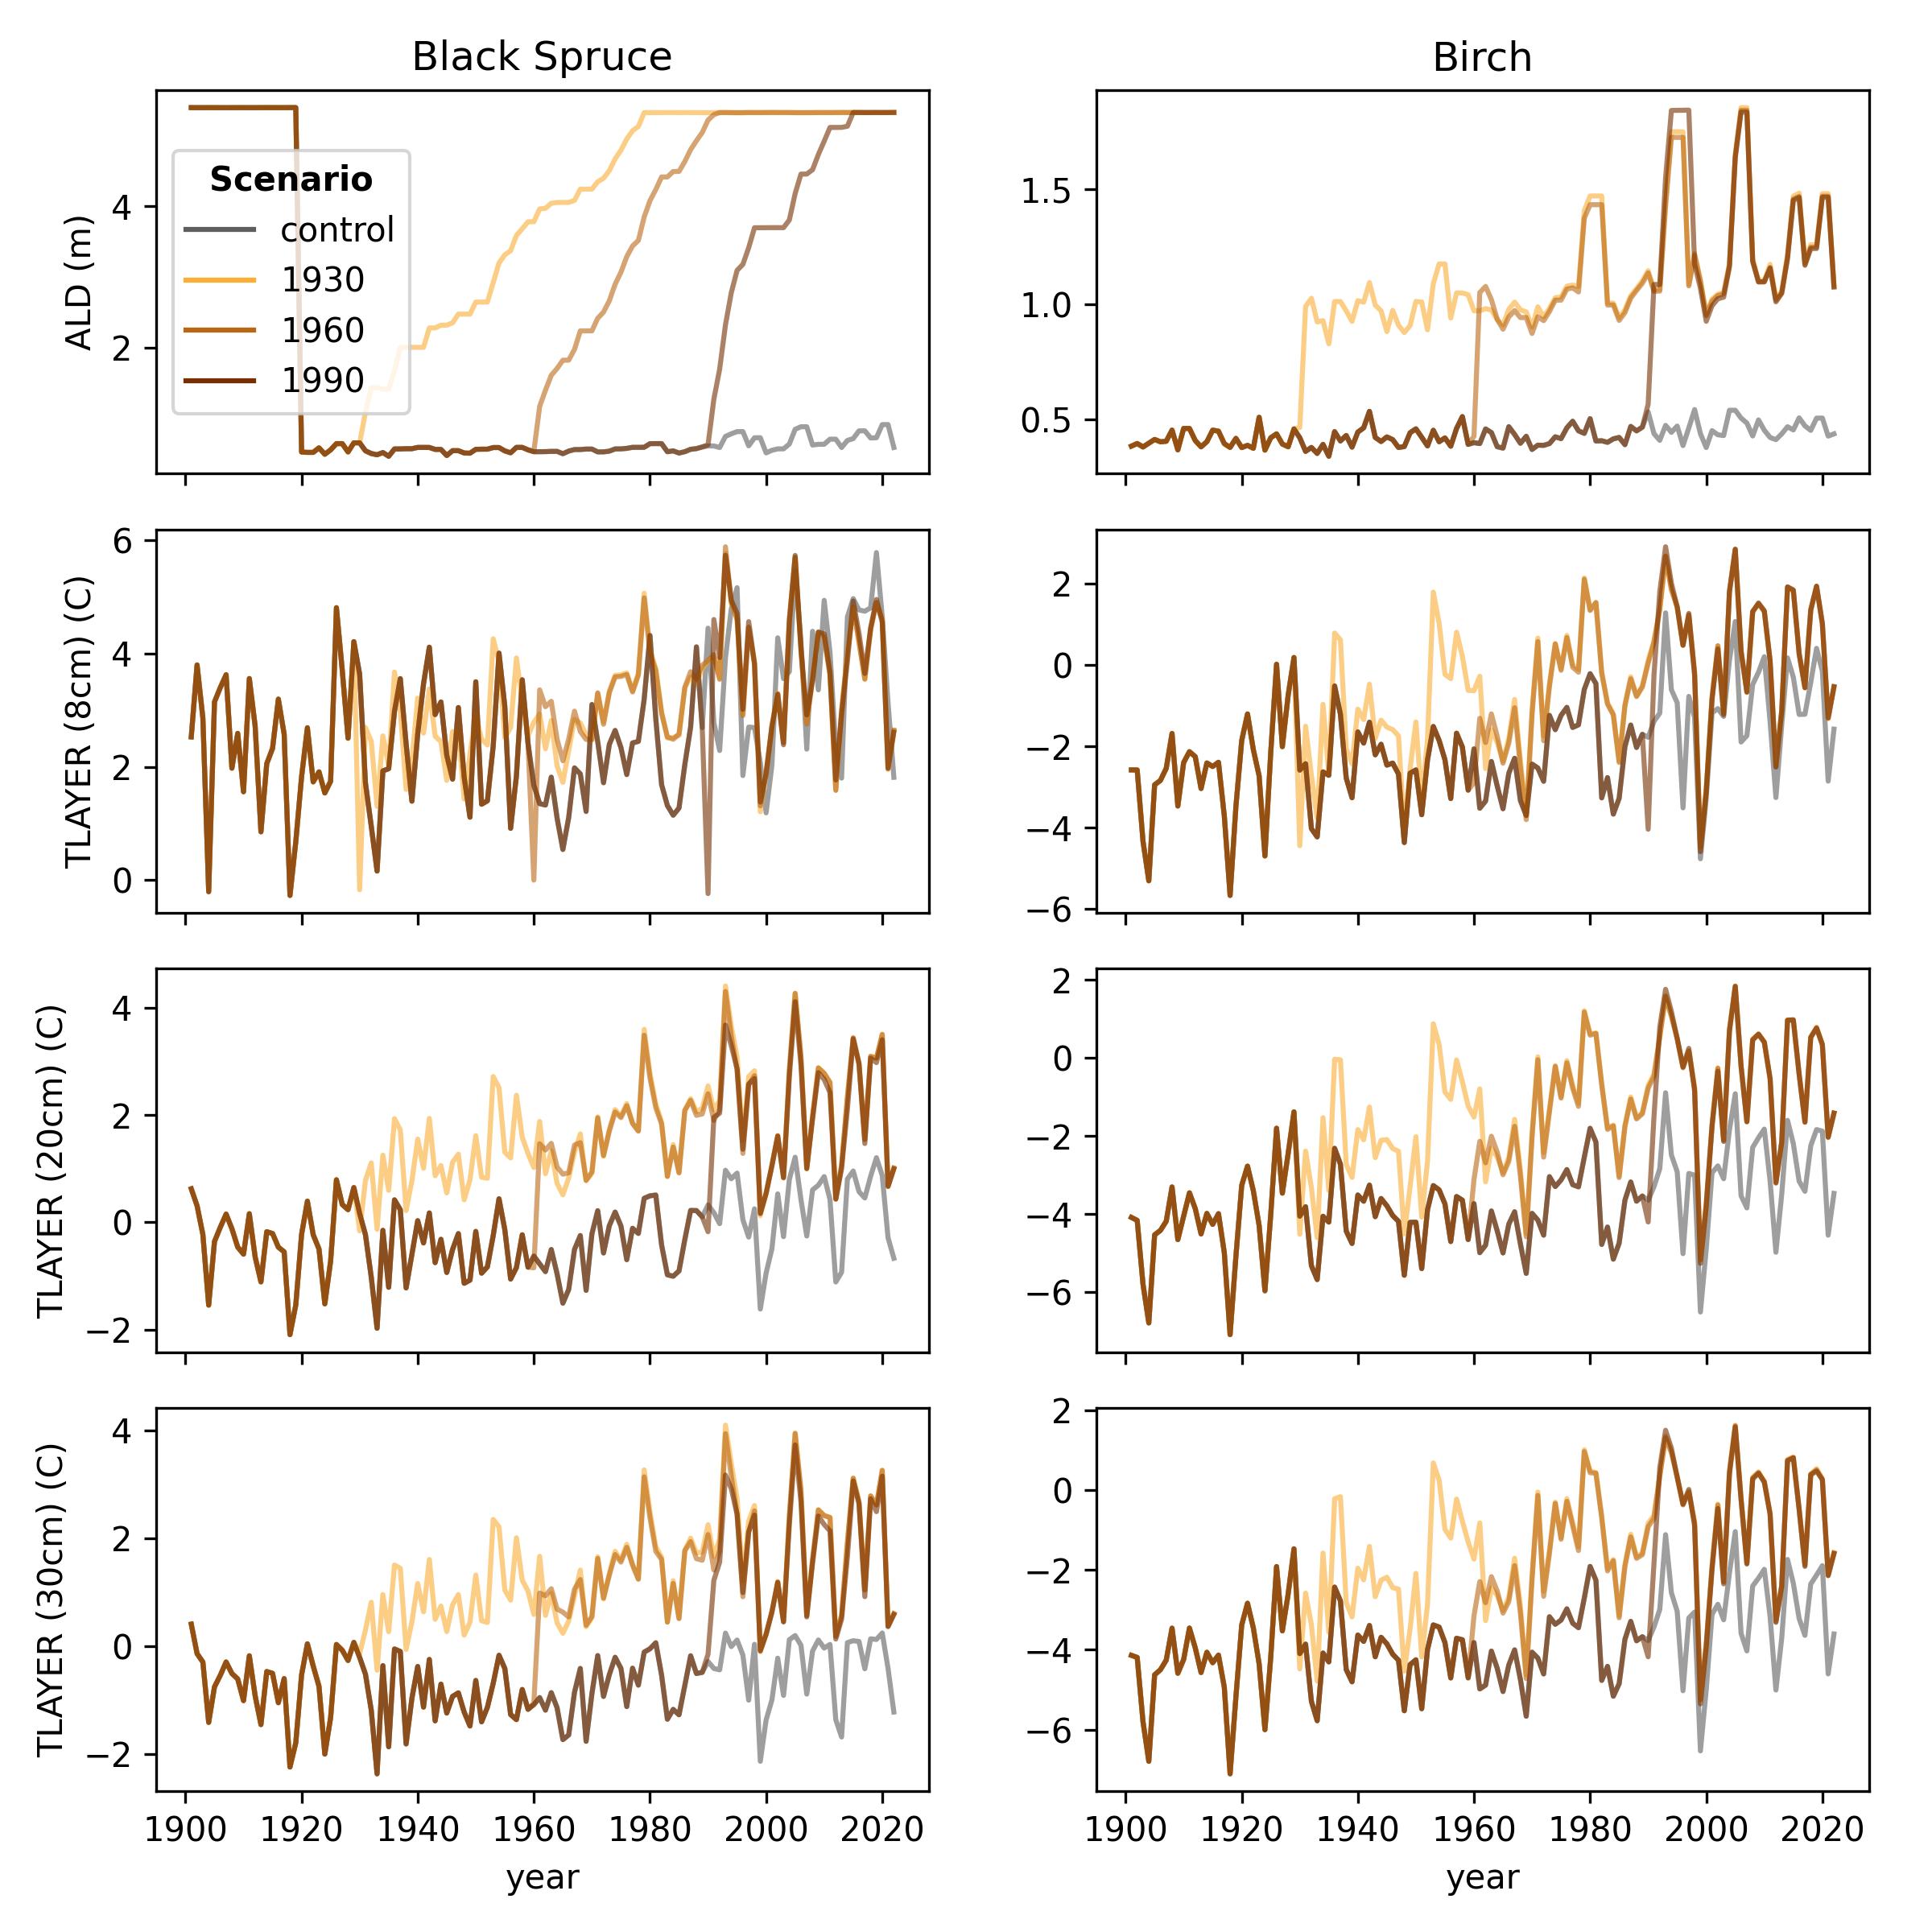 Black Spruce
Birch
ALD (m)
4
2
Scenario
control
1930
1960
1990
1.5
1.0
0.5
TLAYER (8cm) (C)
6
4
2
0
2
0
−2
−4
−6
TLAYER (20cm) (C)
4
2
0
−2
2
0
−2
−4
−6
TLAYER (30cm) (C)
4
2
0
−2
2
0
−2
−4
−6
1900 1920 1940 1960 1980 2000 2020
1900 1920 1940 1960 1980 2000 2020
year
year